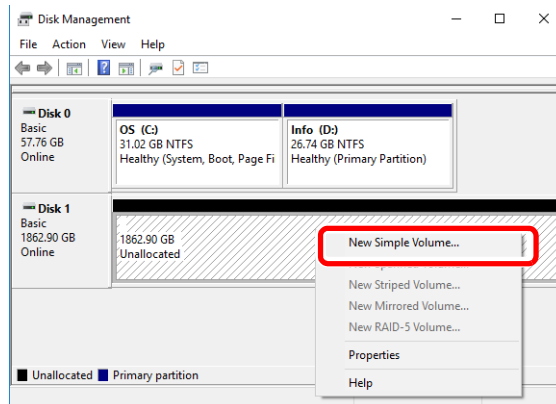 Disk Management
File Action View Help
Disk 0
Basic
57.76 GB
Online
OS (C:)
31.02 GB NTFS
Healthy (System, Boot, Page Fi
Info (D:)
26.74 GB NTFS
Healthy (Primary Partition)
Disk 1
Basic
1862.90 GB
Online
1862.90 GB
Unallocated
New Simple Volume...
New Striped Volume...
New Mirrored Volume...
New RAID-5 Volume...
Properties
Help
Unallocated Primary partition